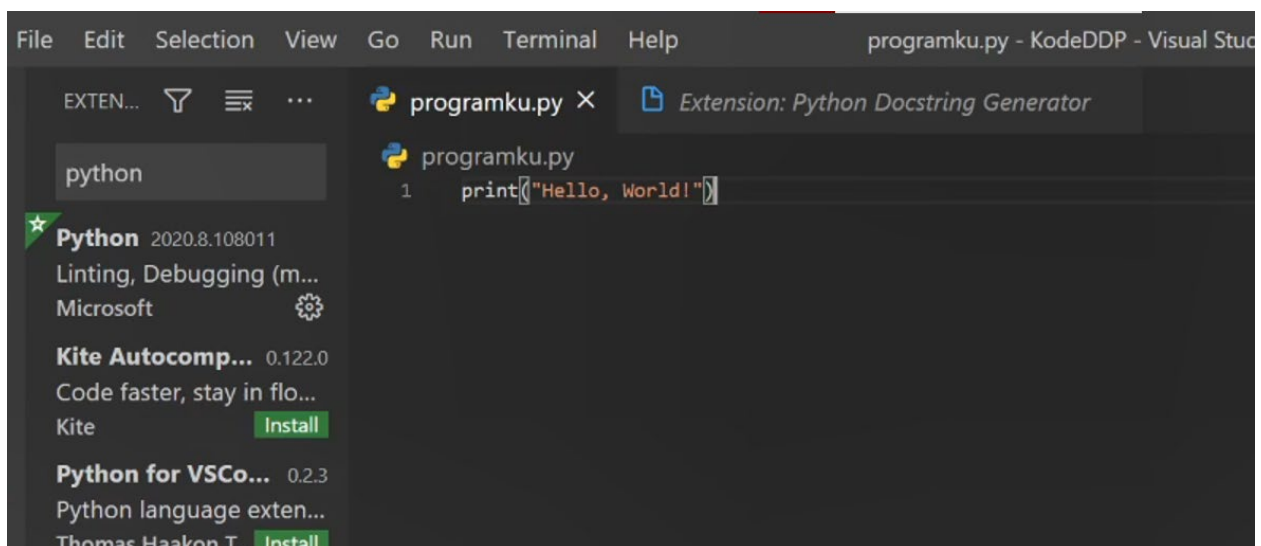 File Edit Selection View Go Run Terminal Help programku.py - KodeDDP - Visual Stud
EXTEN... ...
python
Python 2020.8.108011
Linting, Debugging (m...
Microsoft
Kite Autocomp... 0.122.0
Code faster, stay in flo...
Kite Install
Python for VSCo... 0.2.3
Python language exten...
Thomas Haakon T Install
programku.py × Extension: Python Docstring Generator
programku.py
1 print("Hello, World!")